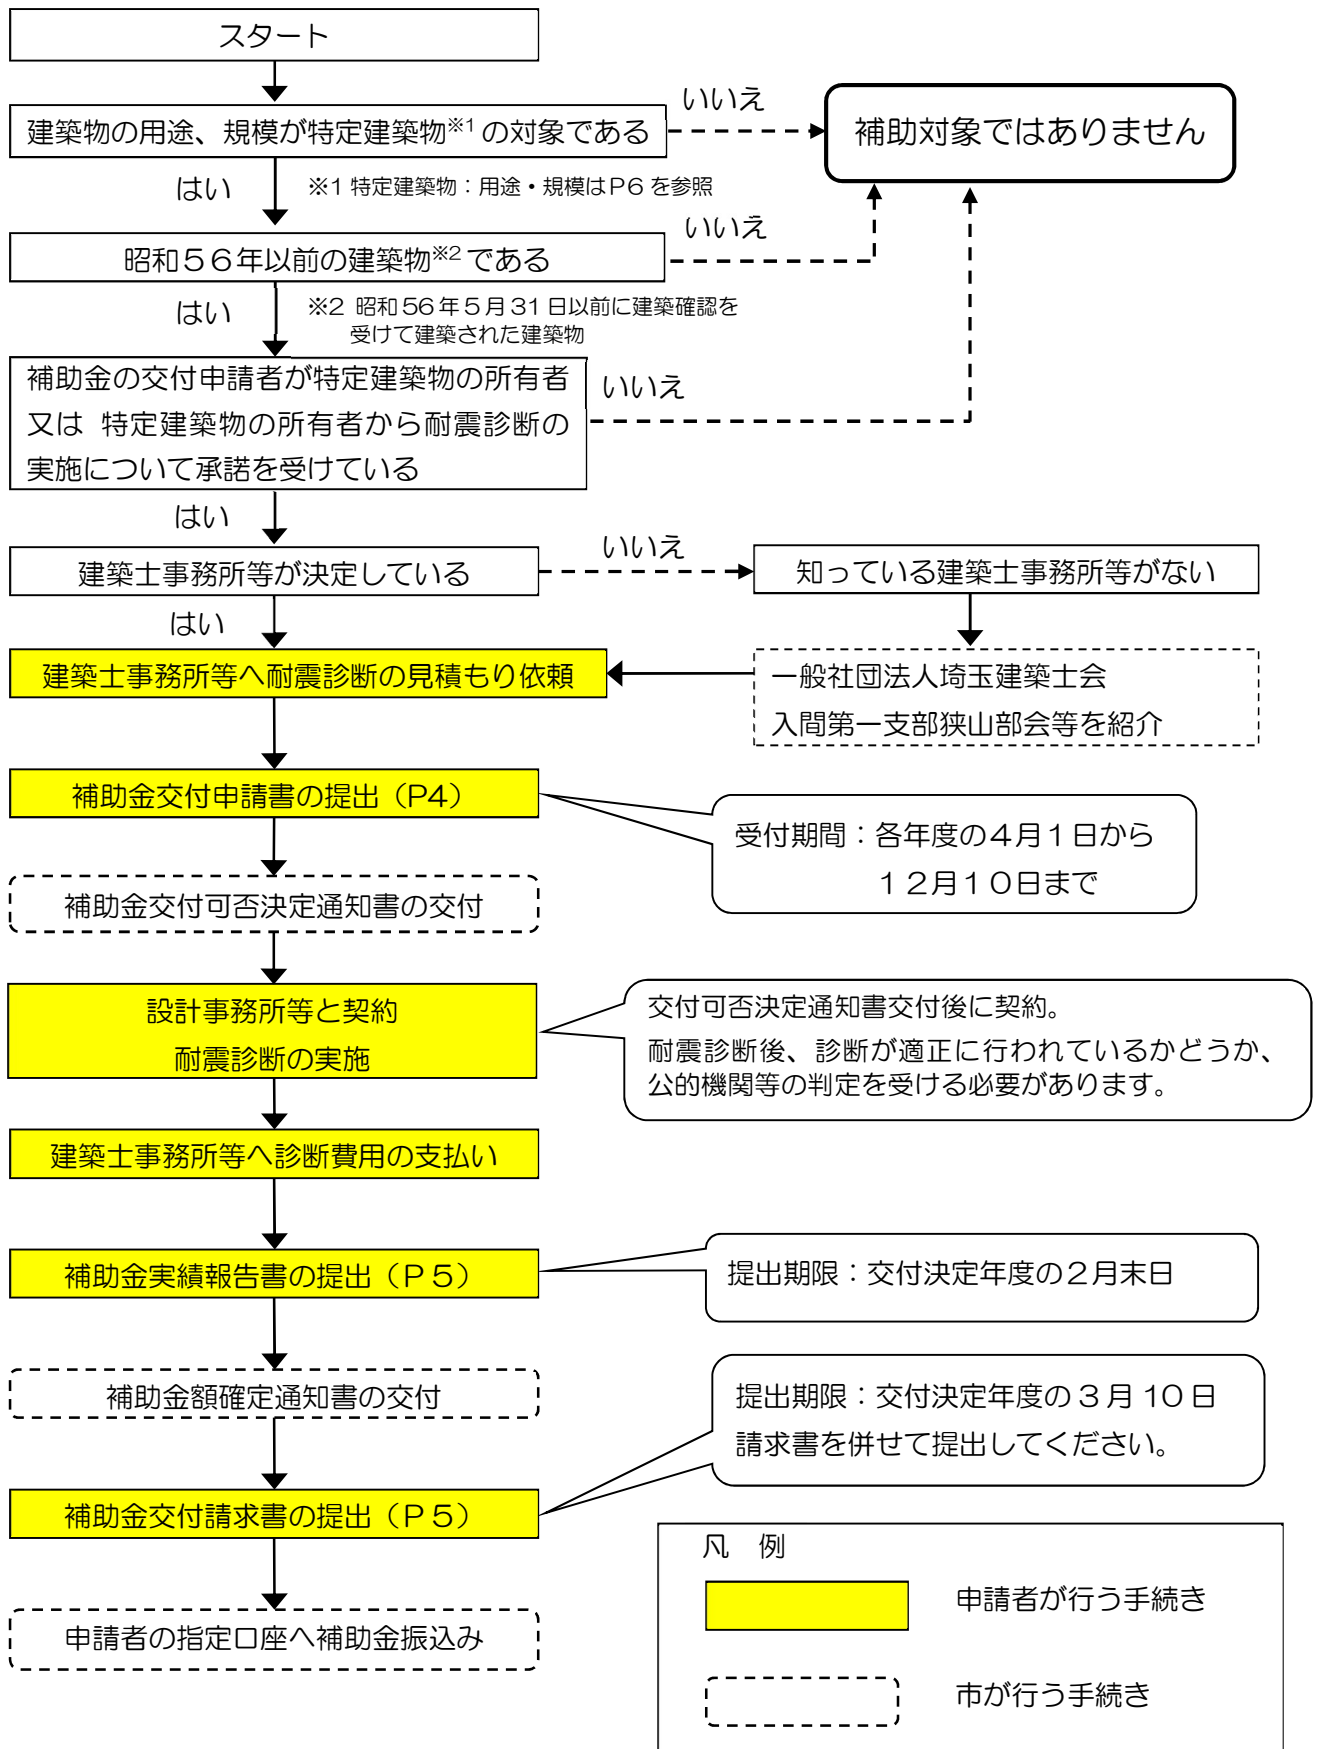 スタート
いいえ
建築物の用途、規模が特定建築物※1の対象である
補助対象ではありません
はい
※1 特定建築物：用途・規模はP6を参照
いいえ
昭和５６年以前の建築物※2である
はい
※2 昭和56年5月31日以前に建築確認を
受けて建築された建築物
補助金の交付申請者が特定建築物の所有者
又は 特定建築物の所有者から耐震診断の
実施について承諾を受けている
いいえ
はい
建築士事務所等が決定している
いいえ
知っている建築士事務所等がない
はい
建築士事務所等へ耐震診断の見積もり依頼
一般社団法人埼玉建築士会
入間第一支部狭山部会等を紹介
補助金交付申請書の提出（P4）
受付期間：各年度の４月１日から
１２月１０日まで
補助金交付可否決定通知書の交付
設計事務所等と契約
耐震診断の実施
交付可否決定通知書交付後に契約。
耐震診断後、診断が適正に行われているかどうか、
公的機関等の判定を受ける必要があります。
建築士事務所等へ診断費用の支払い
補助金実績報告書の提出（Ｐ５）
提出期限：交付決定年度の２月末日
補助金額確定通知書の交付
提出期限：交付決定年度の３月10日
請求書を併せて提出してください。
補助金交付請求書の提出（Ｐ５）
申請者の指定口座へ補助金振込み
凡　例
申請者が行う手続き
市が行う手続き